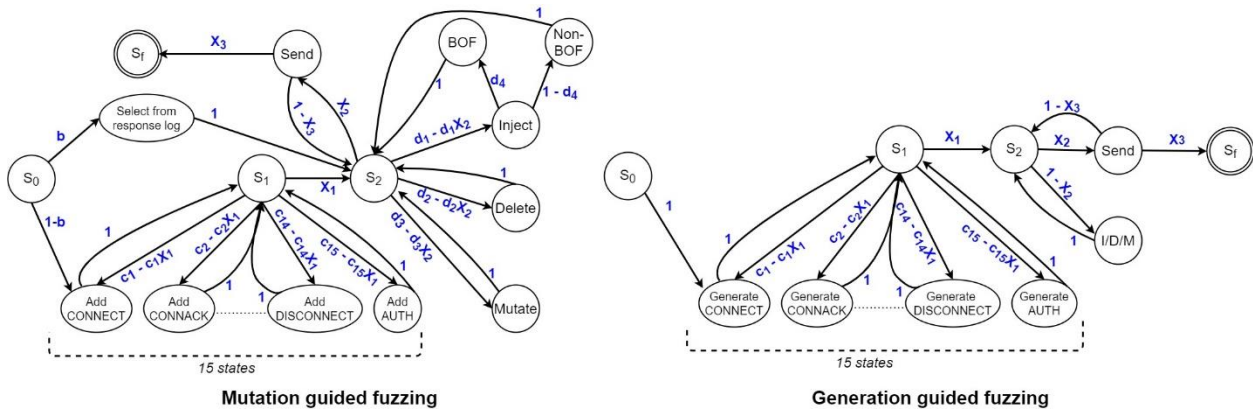 S0
b
1-b
Select from
response log
1
Sf
X3
Send
1 - X3
X2
S1
X1
S2
BOF
Non-
BOF
1
1
d4
1 - d4
Inject
d1 - d1X2
Delete
1
d2 - d2X2
d3 - d3X2
1
Mutate
1
c1 - c1X1
c2 - c2X1
c14 - c14X1
c15 - c15X1
1
1
1
Add
CONNECT
Add
CONNACK
Add
DISCONNECT
Add
AUTH
15 states
Mutation guided fuzzing
S0
1
S1
X1
S2
X2
1 - X3
Send
X3
Sf
1 - X2
1
I/D/M
1
c1 - c1X1
c2 - c2X1
c14 - c14X1
c15 - c15X1
1
1
1
Generate
CONNECT
Generate
CONNACK
Generate
DISCONNECT
Generate
AUTH
15 states
Generation guided fuzzing